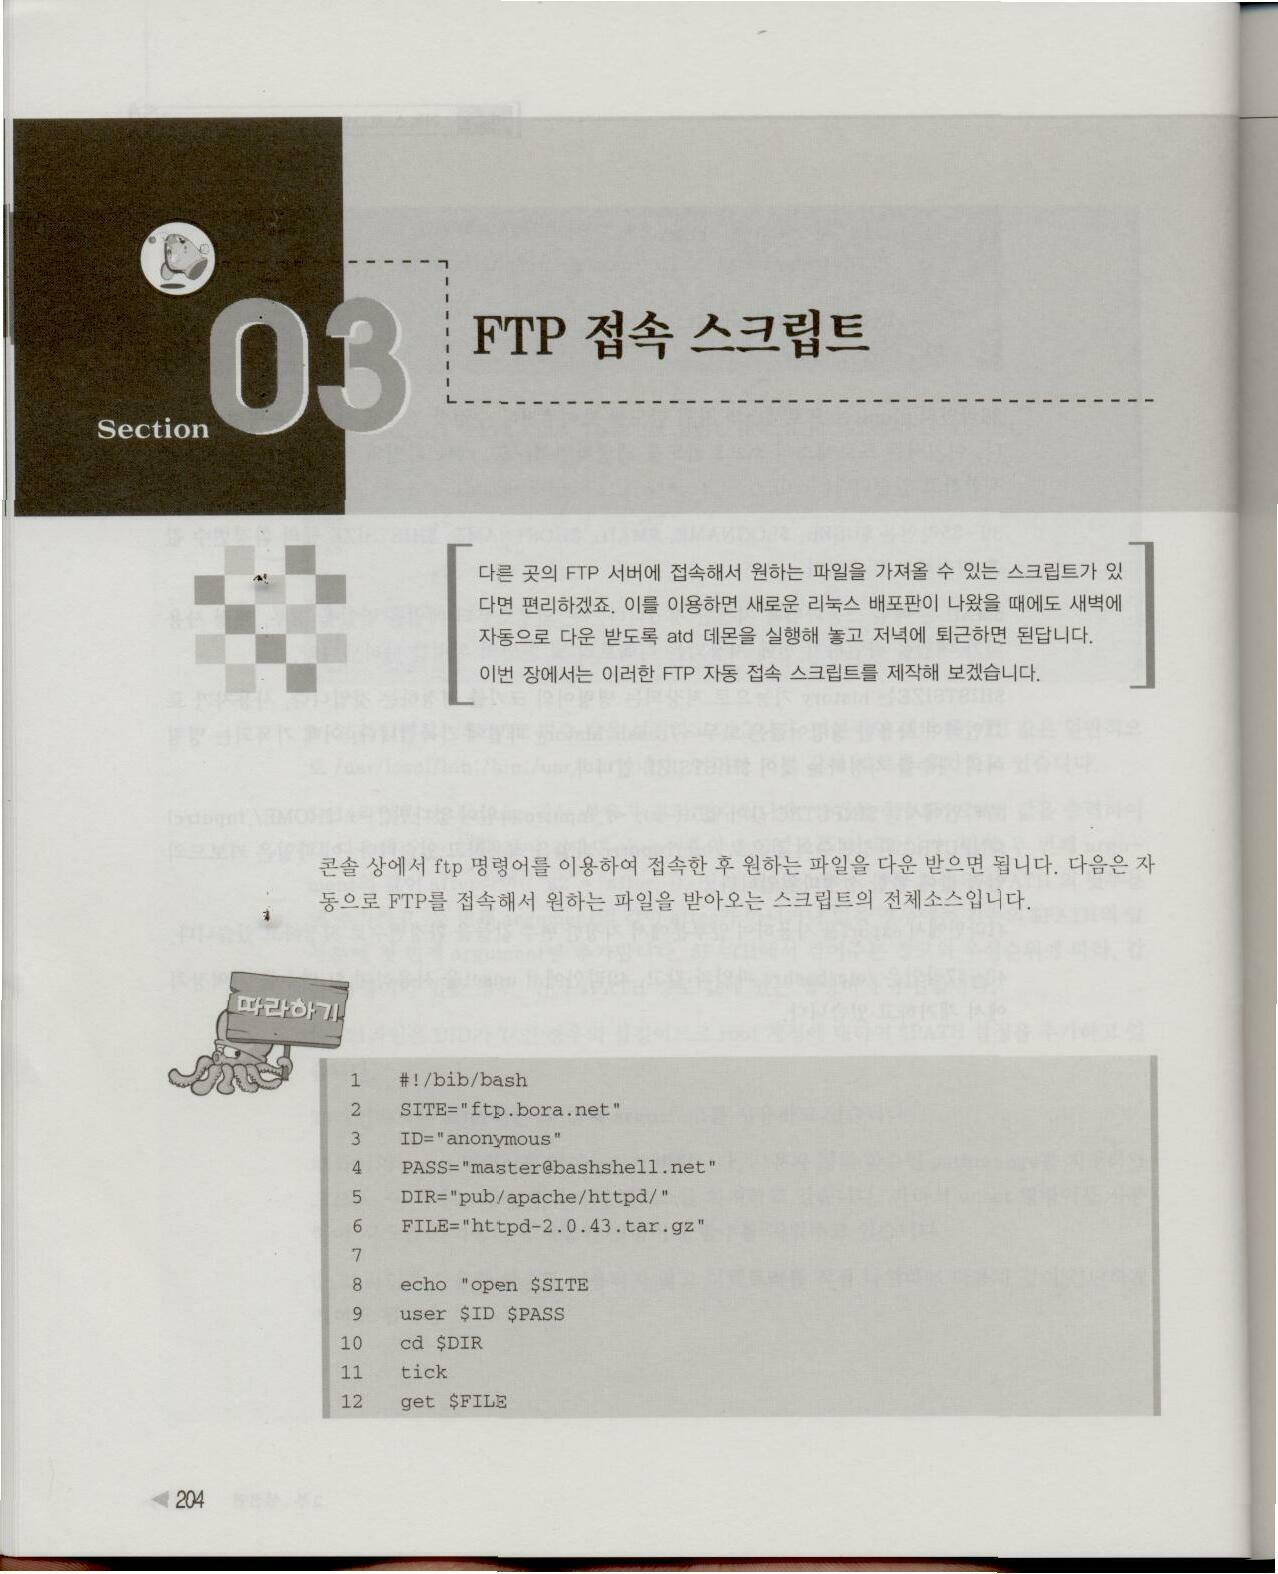 Section 03
FTP 접속 스크립트
다른 곳의 FTP 서버에 접속해서 원하는 파일을 가져올 수 있는 스크립트가 있
다면 편리하겠죠. 이를 이용하면 새로운 리눅스 배포판이 나왔을 때에도 새벽에
자동으로 다운 받도록 atd 데몬을 실행해 놓고 저녁에 퇴근하면 된답니다.
이번 장에서는 이러한 FTP 자동 접속 스크립트를 제작해 보겠습니다.
콘솔 상에서 ftp 명령어를 이용하여 접속한 후 원하는 파일을 다운 받으면 됩니다. 다음은 자
동으로 FTP를 접속해서 원하는 파일을 받아오는 스크립트의 전체소스입니다.
따라하기
1 #!/bib/bash
2 SITE="ftp.bora.net"
3 ID="anonymous"
4 PASS="master@bashshell.net"
5 DIR="pub/apache/httpd/"
6 FILE="httpd-2.0.43.tar.gz"
7
8 echo "open $SITE
9 user $ID $PASS
10 cd $DIR
11 tick
12 get $FILE
204